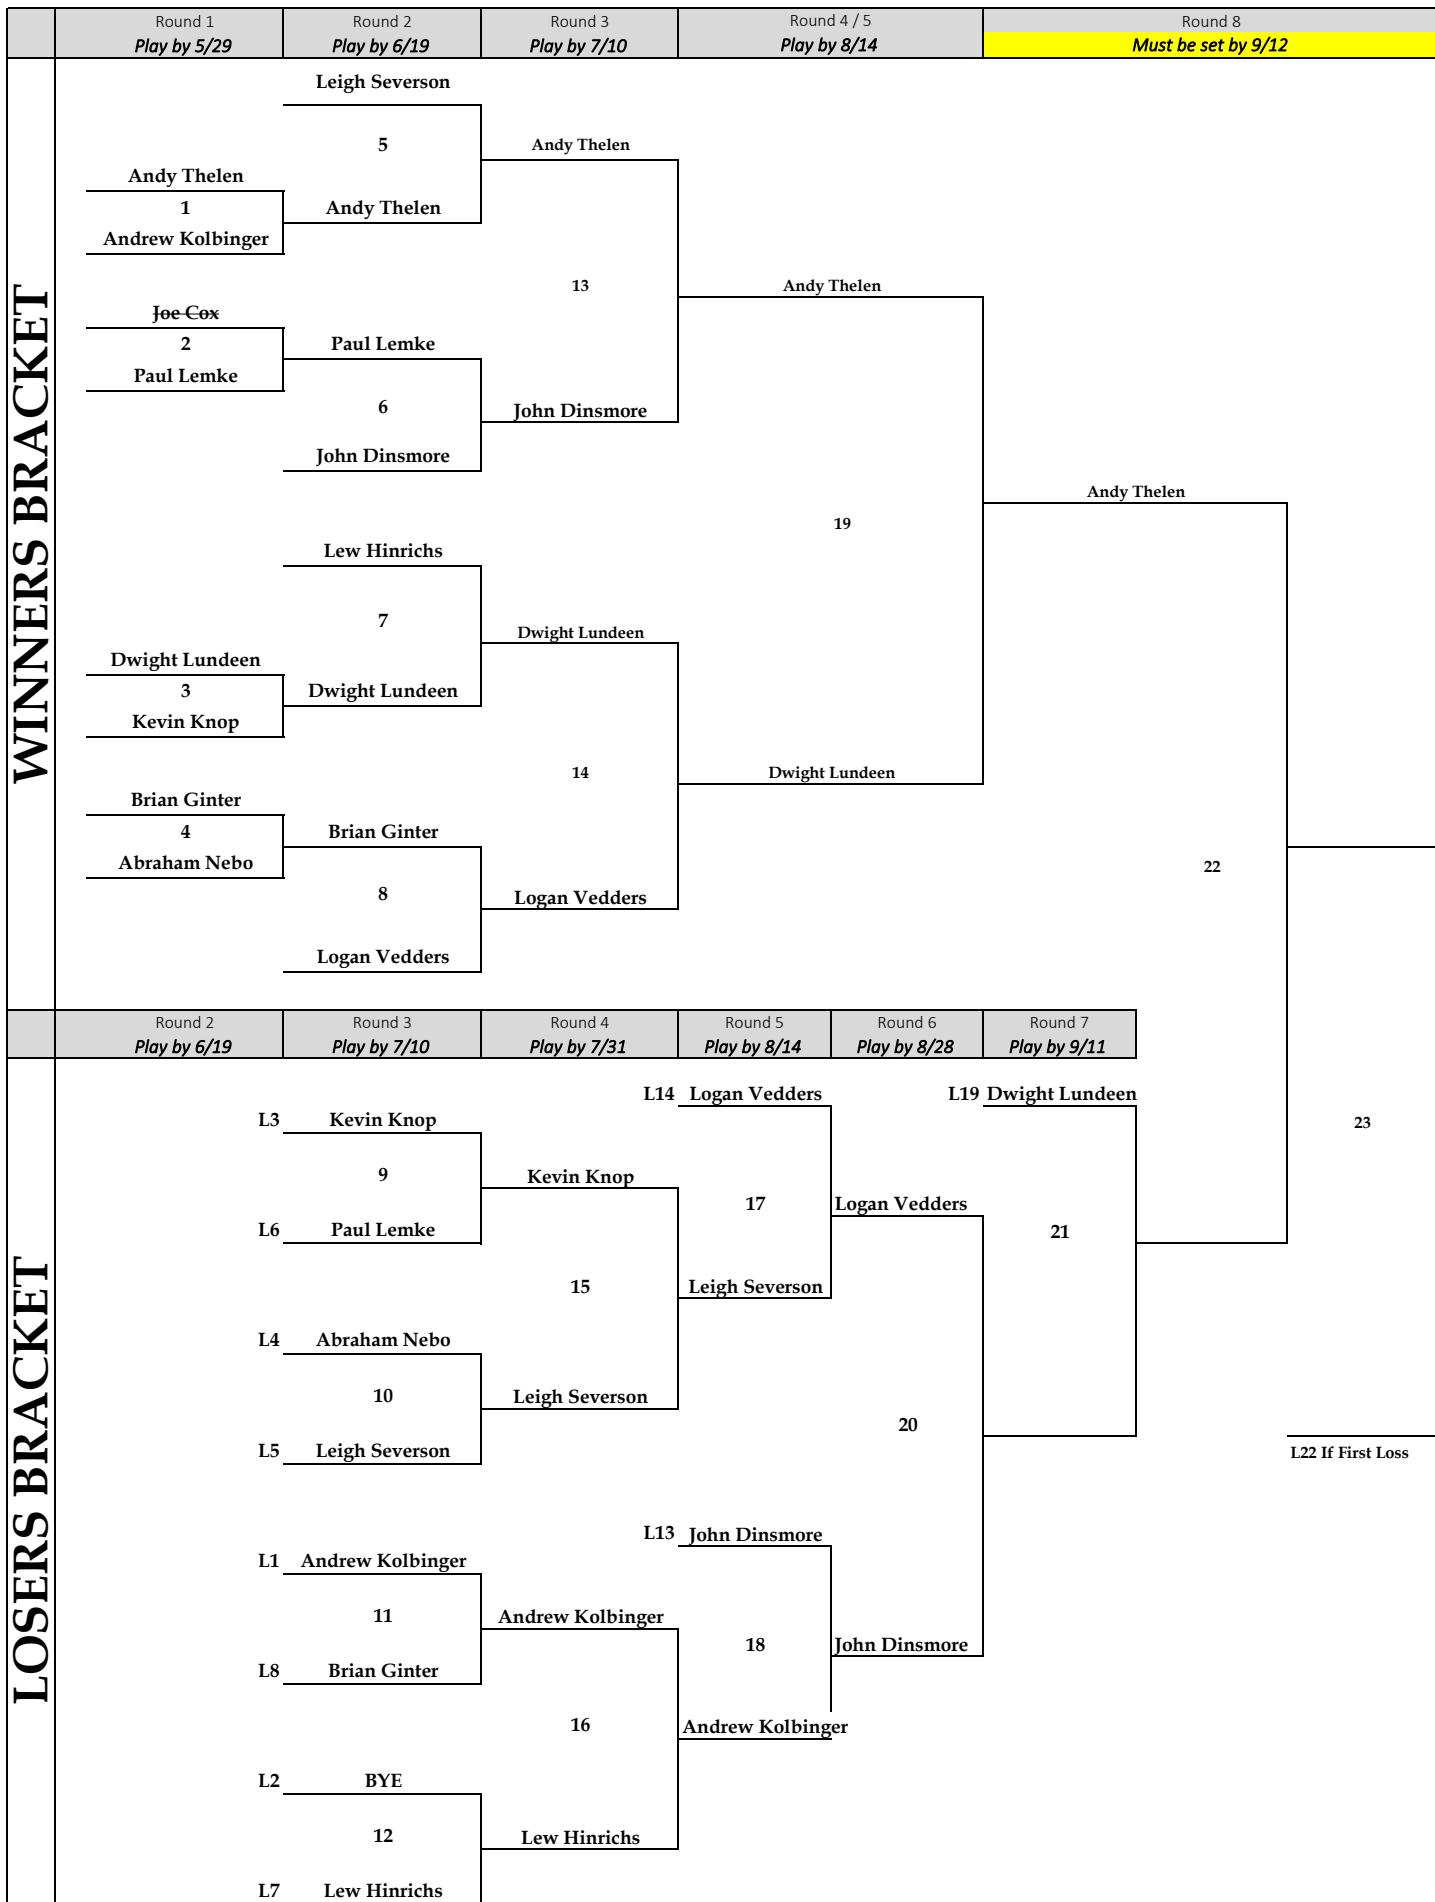 Round 1
Round 2
Round 3
Round 4 / 5
Round 8
Play by 5/29
Play by 6/19
Play by 7/10
Play by 8/14
Must be set by 9/12
WINNERS BRACKET
Leigh Severson
5
Andy Thelen
Andy Thelen
1
Andy Thelen
Andrew Kolbinger
13
Andy Thelen
Joe Cox
2
Paul Lemke
Paul Lemke
6
John Dinsmore
John Dinsmore
Andy Thelen
19
Lew Hinrichs
7
Dwight Lundeen
Dwight Lundeen
3
Dwight Lundeen
Kevin Knop
14
Dwight Lundeen
Brian Ginter
4
Brian Ginter
Abraham Nebo
22
8
Logan Vedders
Logan Vedders
Round 2
Round 3
Round 4
Round 5
Round 6
Round 7
Play by 6/19
Play by 7/10
Play by 7/31
Play by 8/14
Play by 8/28
Play by 9/11
LOSERS BRACKET
L14 Logan Vedders
L19 Dwight Lundeen
L3 Kevin Knop
23
9
Kevin Knop
17
Logan Vedders
L6 Paul Lemke
21
15
Leigh Severson
L4 Abraham Nebo
10
Leigh Severson
20
L5 Leigh Severson
L22 If First Loss
L13 John Dinsmore
L1 Andrew Kolbinger
11
Andrew Kolbinger
18
John Dinsmore
L8 Brian Ginter
16
Andrew Kolbinger
L2 BYE
12
Lew Hinrichs
L7 Lew Hinrichs